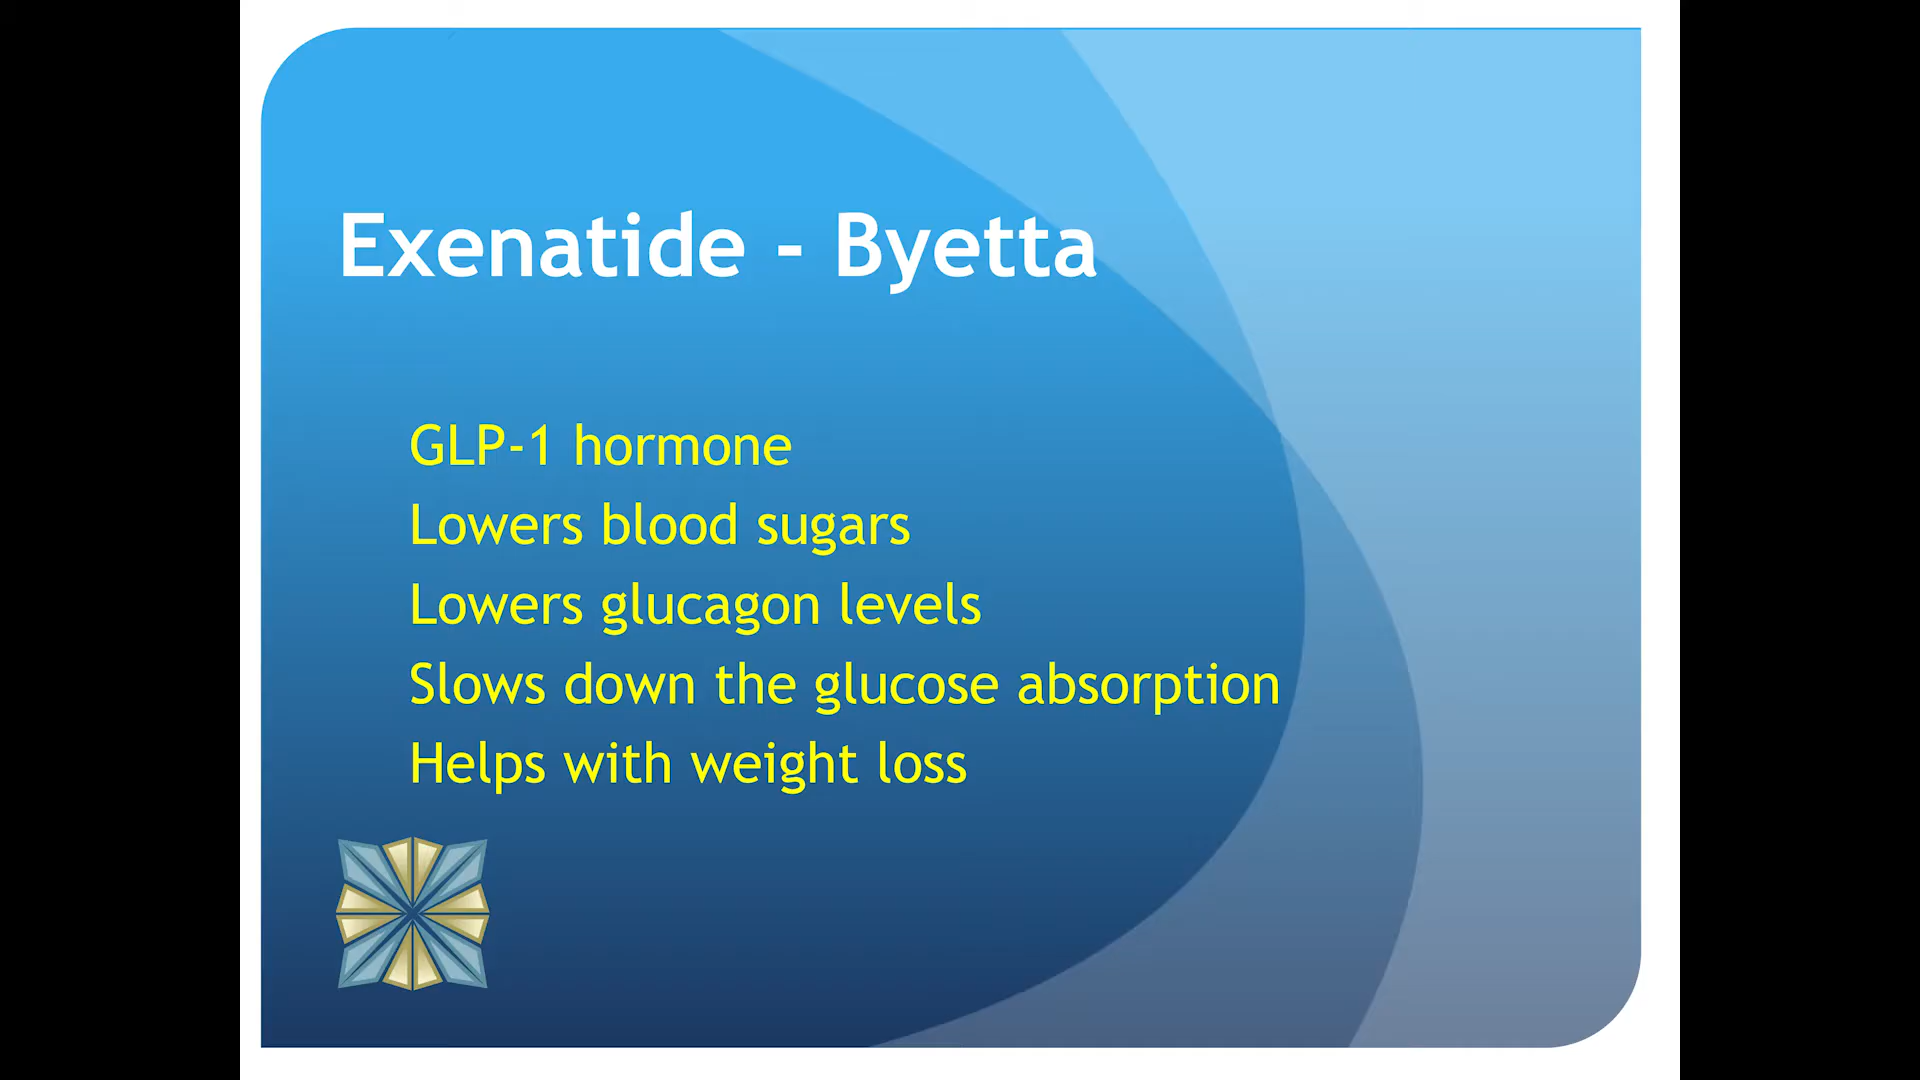 Exenatide - Byetta
GLP-1 hormone
Lowers blood sugars
Lowers glucagon levels
Slows down the glucose absorption
Helps with weight loss